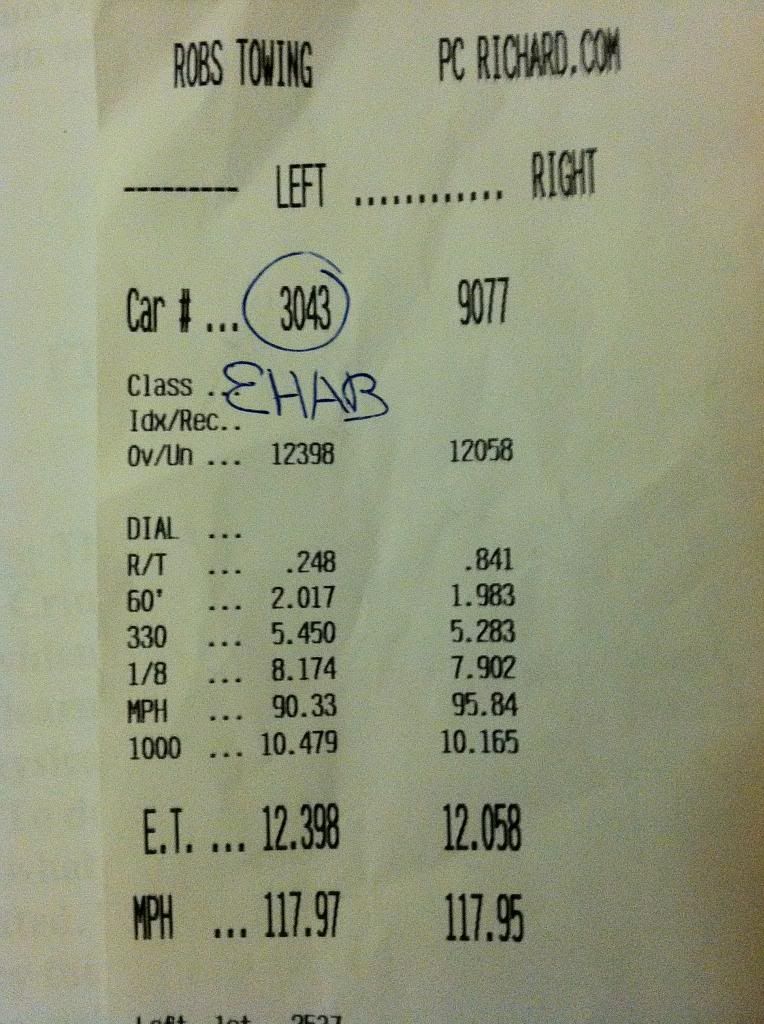 ROBS TOWING PC RICHARD.COM
--------- LEFT ............ RIGHT
Car # ... 3043 9077
Class .. EHAB
Idx/Rec..
Ov/Un ... 12398 12058
DIAL ...
R/T ... .248 .841
60' ... 2.017 1.983
330 ... 5.450 5.283
1/8 ... 8.174 7.902
MPH ... 90.33 95.84
1000 ... 10.479 10.165
E.T. ... 12.398 12.058
MPH ... 117.97 117.95